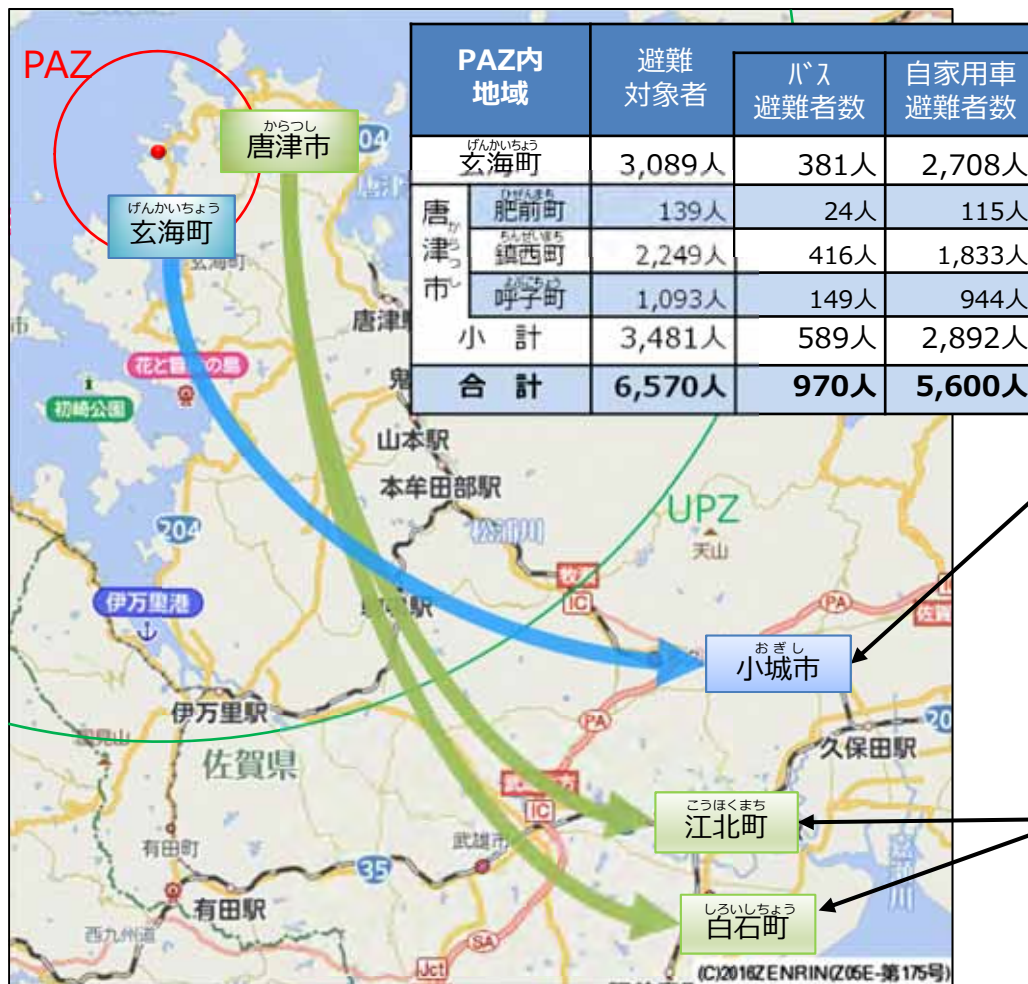 PAZ
からつし
唐津市
げんかいちょう
玄海町
玄海町
PAZ内
地域
避難
対象者
バス
避難者数
自家用車
避難者数
げんかいちょう
玄海町 3,089人 381人 2,708人
唐津市
からつし
ひぜんまち
肥前町 139人 24人 115人
ちんぜいまち
鎮西町 2,249人 416人 1,833人
よぶこちょう
呼子町 1,093人 149人 944人
小 計 3,481人 589人 2,892人
合 計 6,570人 970人 5,600人
花と
の島
初崎公園
山本駅
本牟田部駅
UPZ
天山
204
松浦川
牧瀬
IC
PA
伊万里港
おぎし
小城市
伊万里駅
PA
久保田駅
佐賀県
IC
こうほくまち
江北町
有田町
武雄市
35
有田駅
しろいしちょう
白石町
西九州道
SA
Jct
(C)2016ZENRIN(Z05E-第175号)